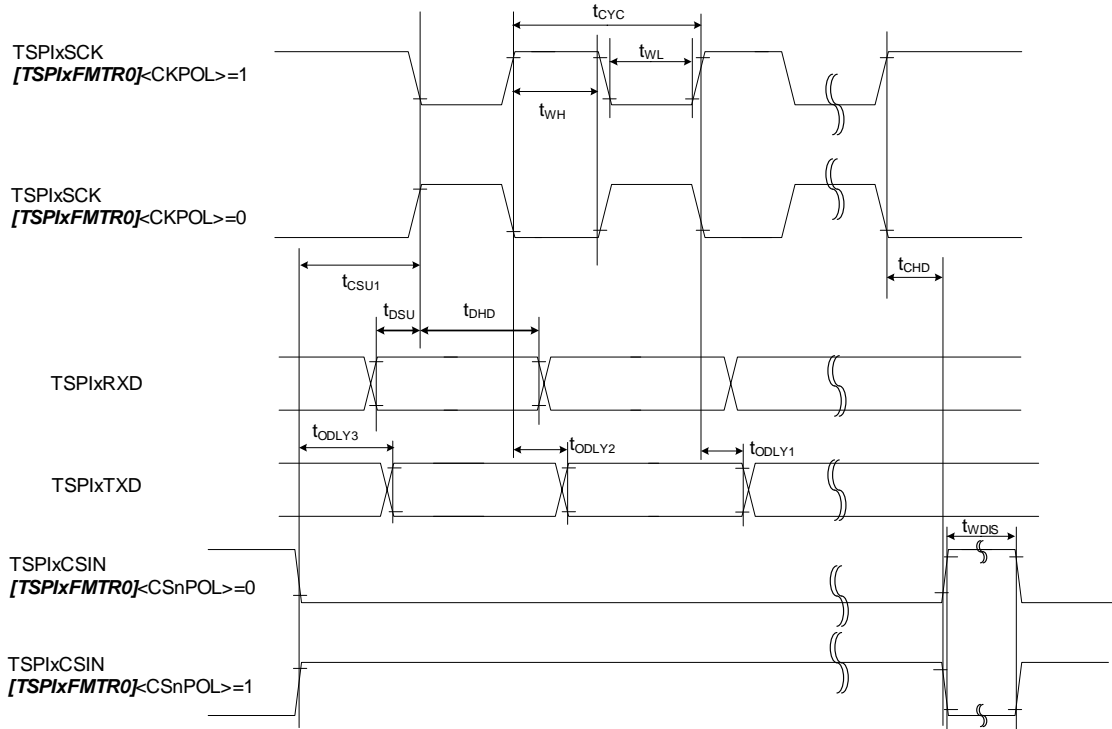 tCYC
TSPIxSCK
[TSPIxFMTR0]<CKPOL>=1
tWL
tWH
TSPIxSCK
[TSPIxFMTR0]<CKPOL>=0
tCSU1
tCHD
tDSU
tDHD
TSPIxRXD
tODLY3
tODLY2
tODLY1
TSPIxTXD
tWDIS
TSPIxCSIN
[TSPIxFMTR0]<CSnPOL>=0
TSPIxCSIN
[TSPIxFMTR0]<CSnPOL>=1